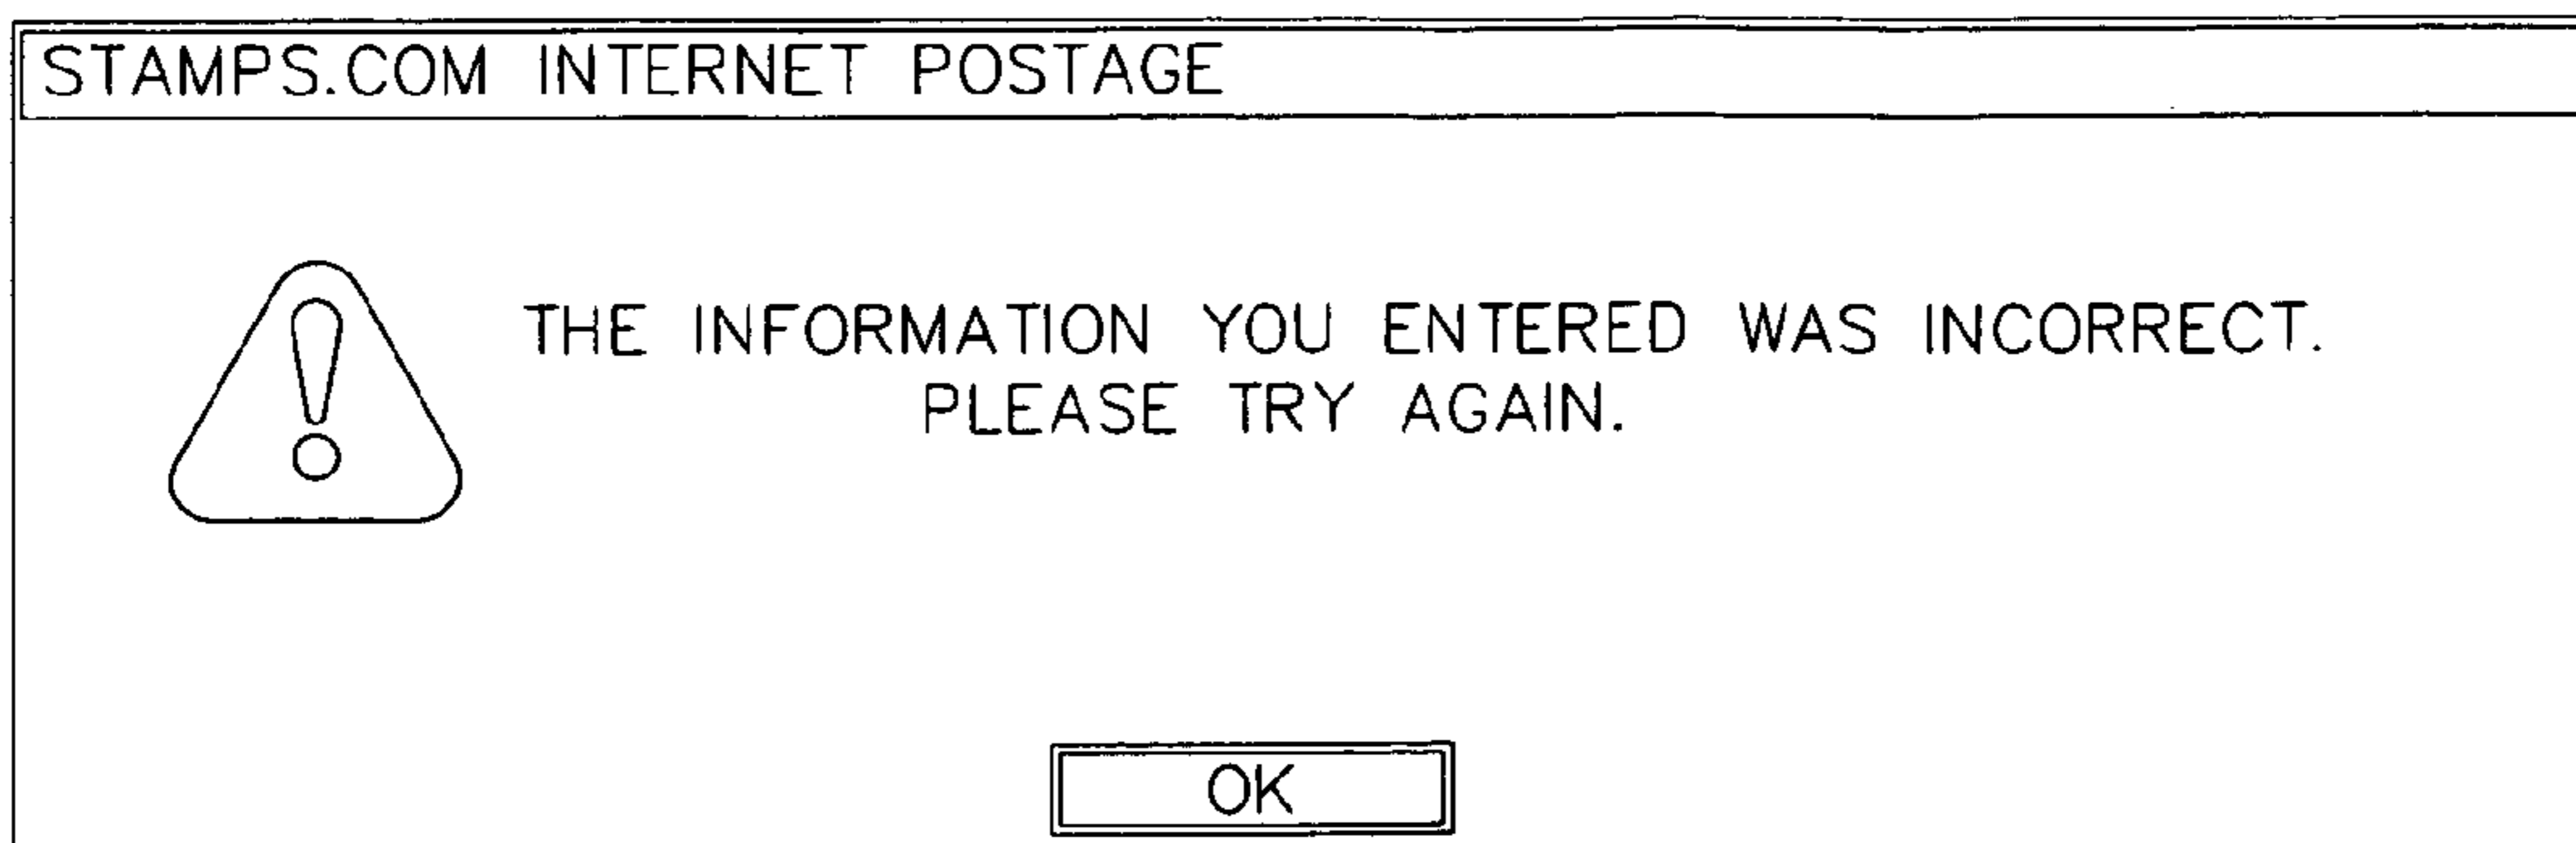 STAMPS.COM INTERNET POSTAGE
THE INFORMATION YOU ENTERED WAS INCORRECT.
PLEASE TRY AGAIN.
OK